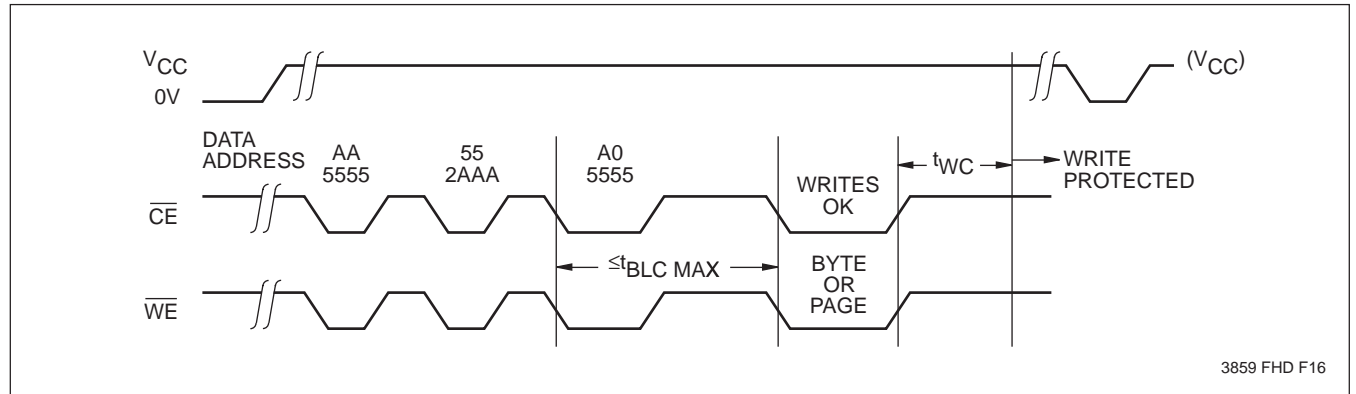 VCC
(VCC)
0V
DATA
ADDRESS
AA
5555
55
2AAA
A0
5555
WRITES
OK
tWC
WRITE
PROTECTED
CE
≤tBLC MAX
BYTE
OR
PAGE
WE
3859 FHD F16